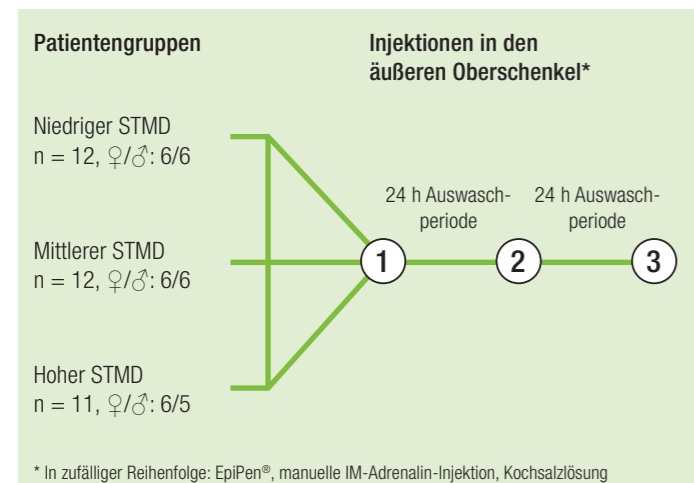 Patientengruppen
Injektionen in den
äußeren Oberschenkel*
Niedriger STMD
n = 12, ♀/♂: 6/6
Mittlerer STMD
n = 12, ♀/♂: 6/6
Hoher STMD
n = 11, ♀/♂: 6/5
24 h Auswasch-
periode
24 h Auswasch-
periode
1
2
3
* In zufälliger Reihenfolge: EpiPen®, manuelle IM-Adrenalin-Injektion, Kochsalzlösung